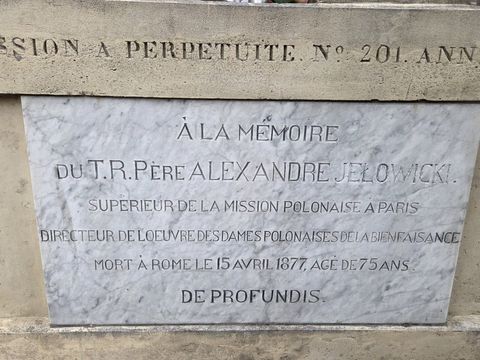 SSION A PERPETUITE. Nº 201. ANN
À LA MÉMOIRE
DU T.R.PÈRE ALEXANDRE JEŁOWICKI.
SUPÉRIEUR DE LA MISSION POLONAISE A PARIS
DIRECTEUR DE L'OEUVRE DES DAMES POLONAISES DE LA BIENFAISANCE
MORT À ROME LE 15 AVRIL 1877, AGÉ DE 75 ANS.
DE PROFUNDIS.